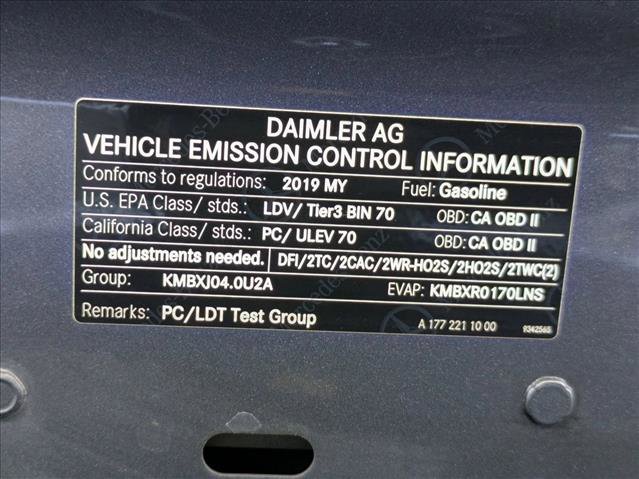 DAIMLER AG
VEHICLE EMISSION CONTROL INFORMATION
Conforms to regulations: 2019 MY Fuel: Gasoline
U.S. EPA Class/ stds.: LDV/ Tier3 BIN 70 OBD: CA OBD II
California Class/ stds.: PC/ ULEV 70 OBD: CA OBD II
No adjustments needed. DFI/2TC/2CAC/2WR-HO2S/2HO2S/2TWC(2)
Group: KMBXJ04.0U2A EVAP: KMBXR0170LNS
Remarks: PC/LDT Test Group A 177 221 10 00 9342565